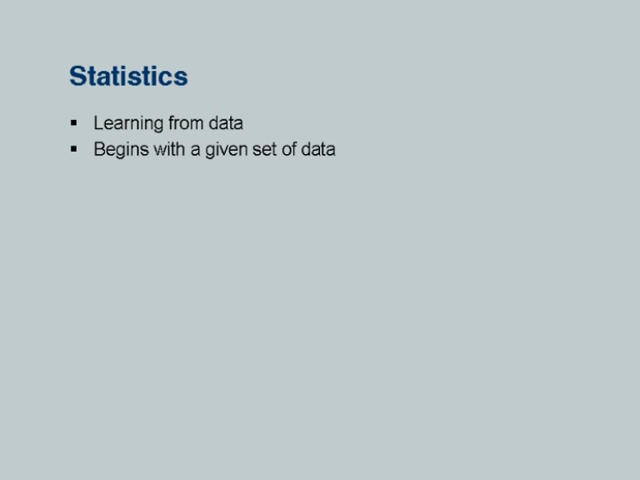 Statistics
▪ Learning from data
▪ Begins with a given set of data